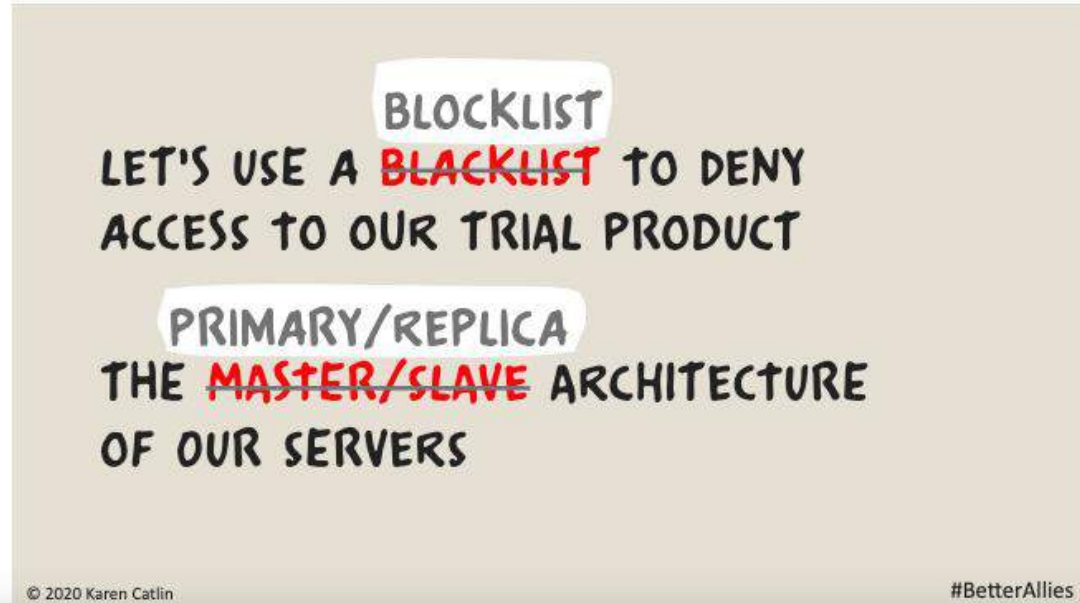 BLOCKLIST
LET'S USE A BLACKLIST TO DENY
ACCESS TO OUR TRIAL PRODUCT
PRIMARY/REPLICA
THE MASTER/SLAVE ARCHITECTURE
OF OUR SERVERS
© 2020 Karen Catlin
#BetterAllies